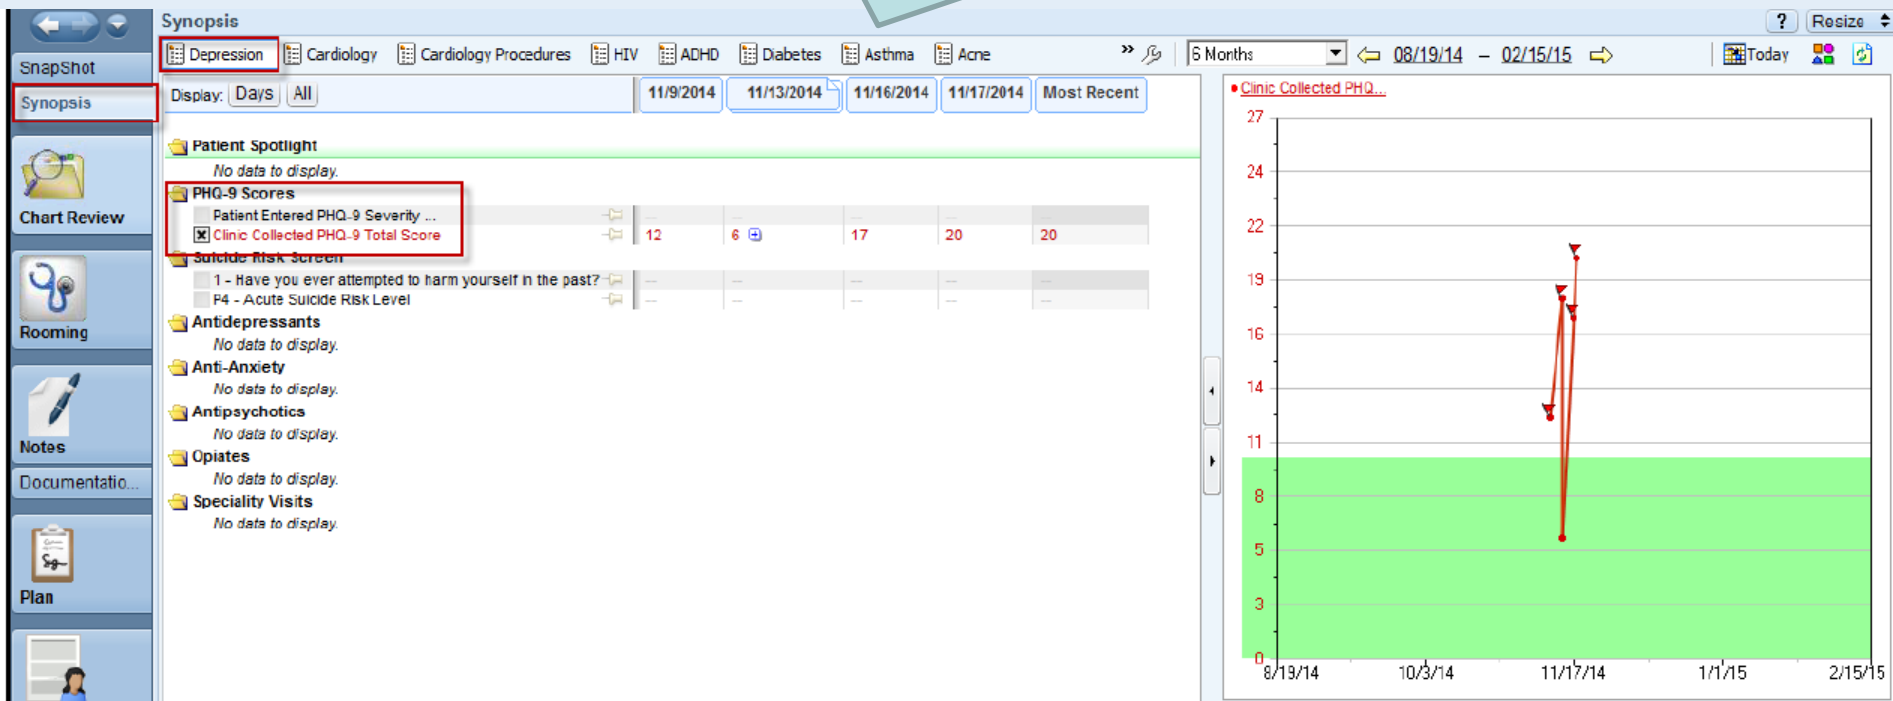 Synopsis
? Resize
SnapShot
Synopsis
Chart Review
Rooming
Notes
Documentatio...
Plan
Depression Cardiology Cardiology Procedures HIV ADHD Diabetes Asthma Acne »
6 Months 08/19/14 – 02/15/15 Today
Display: Days All
11/9/2014 11/13/2014 11/16/2014 11/17/2014 Most Recent
Patient Spotlight
No data to display.
PHQ-9 Scores
Patient Entered PHQ-9 Severity ... -- -- -- -- --
Clinic Collected PHQ-9 Total Score 12 6 17 20 20
Suicide Risk Screen
1 - Have you ever attempted to harm yourself in the past? -- -- -- -- --
P4 - Acute Suicide Risk Level -- -- -- -- --
Antidepressants
No data to display.
Anti-Anxiety
No data to display.
Antipsychotics
No data to display.
Opiates
No data to display.
Speciality Visits
No data to display.
Clinic Collected PHQ...
27
24
22
19
16
14
11
8
5
3
0
8/19/14 10/3/14 11/17/14 1/1/15 2/15/15